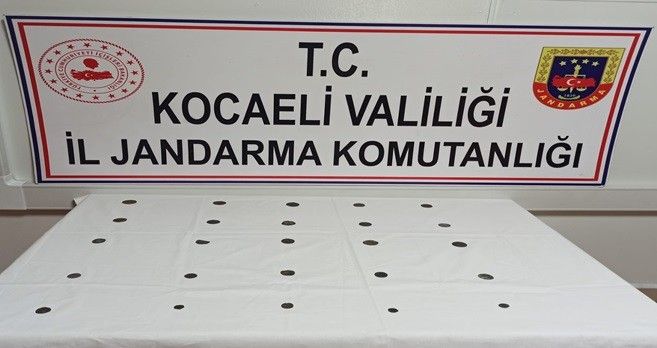 T.C.
KOCAELİ VALİLİĞİ
İL JANDARMA KOMUTANLIĞI
JANDARMA